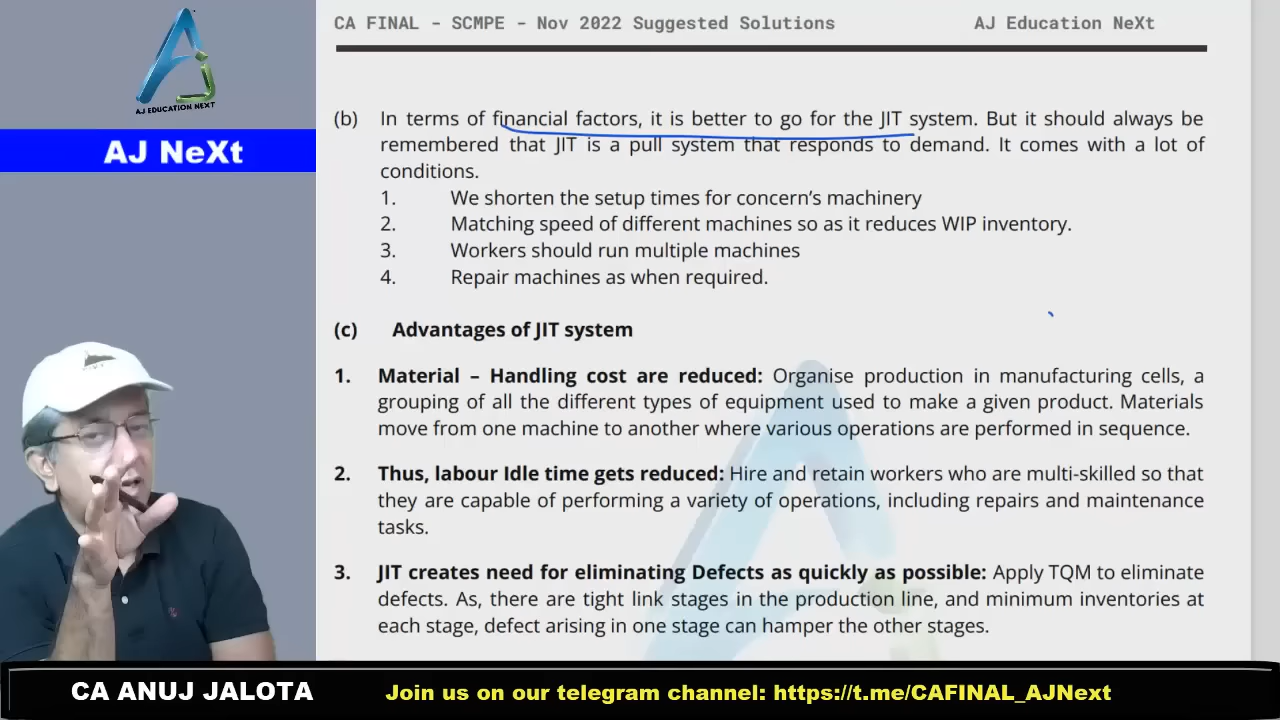 CA FINAL – SCMPE – Nov 2022 Suggested Solutions AJ Education NeXt
AJ EDUCATION NEXT
AJ NeXt
(b) In terms of financial factors, it is better to go for the JIT system. But it should always be
remembered that JIT is a pull system that responds to demand. It comes with a lot of
conditions.
1. We shorten the setup times for concern's machinery
2. Matching speed of different machines so as it reduces WIP inventory.
3. Workers should run multiple machines
4. Repair machines as when required.
(c) Advantages of JIT system
1. Material – Handling cost are reduced: Organise production in manufacturing cells, a
grouping of all the different types of equipment used to make a given product. Materials
move from one machine to another where various operations are performed in sequence.
2. Thus, labour Idle time gets reduced: Hire and retain workers who are multi-skilled so that
they are capable of performing a variety of operations, including repairs and maintenance
tasks.
3. JIT creates need for eliminating Defects as quickly as possible: Apply TQM to eliminate
defects. As, there are tight link stages in the production line, and minimum inventories at
each stage, defect arising in one stage can hamper the other stages.
CA ANUJ JALOTA Join us on our telegram channel: https://t.me/CAFINAL_AJNext